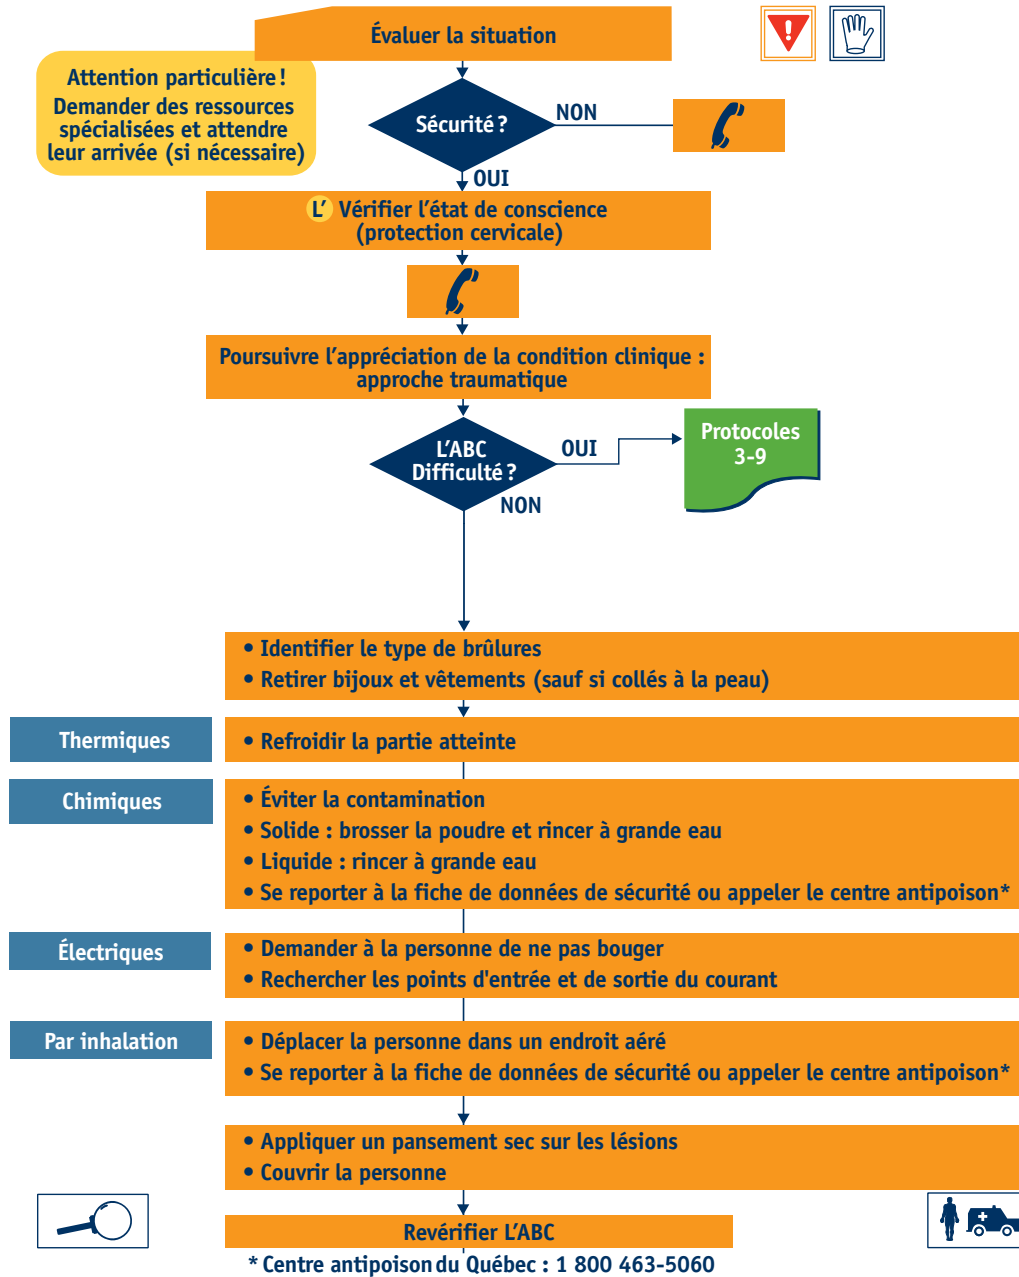 Évaluer la situation
Attention particulière !
Demander des ressources
spécialisées et attendre
leur arrivée (si nécessaire)
Sécurité ?
NON
OUI
L’ Vérifier l’état de conscience
(protection cervicale)
Poursuivre l’appréciation de la condition clinique :
approche traumatique
L’ABC
Difficulté ?
OUI
Protocoles
3-9
NON
• Identifier le type de brûlures
• Retirer bijoux et vêtements (sauf si collés à la peau)
Thermiques
• Refroidir la partie atteinte
Chimiques
• Éviter la contamination
• Solide : brosser la poudre et rincer à grande eau
• Liquide : rincer à grande eau
• Se reporter à la fiche de données de sécurité ou appeler le centre antipoison*
Électriques
• Demander à la personne de ne pas bouger
• Rechercher les points d'entrée et de sortie du courant
Par inhalation
• Déplacer la personne dans un endroit aéré
• Se reporter à la fiche de données de sécurité ou appeler le centre antipoison*
• Appliquer un pansement sec sur les lésions
• Couvrir la personne
Revérifier L’ABC
* Centre antipoison du Québec : 1 800 463-5060